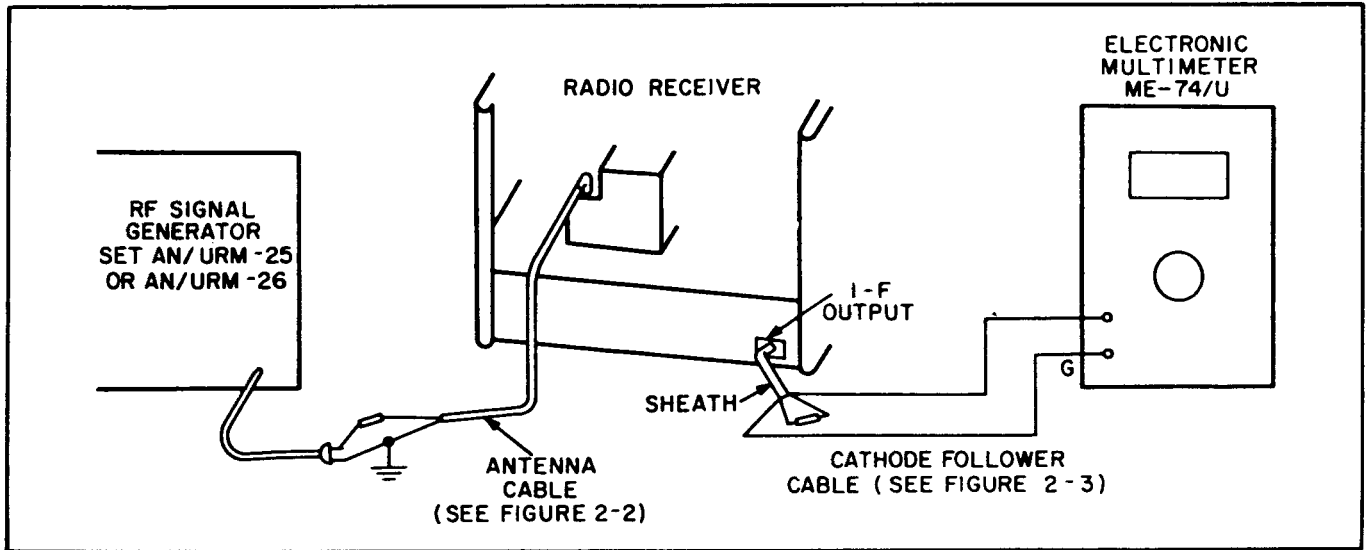 RADIO RECEIVER
ELECTRONIC
MULTIMETER
ME-74/U
RF SIGNAL
GENERATOR
SET AN/URM-25
OR AN/URM-26
I-F
OUTPUT
G
SHEATH
ANTENNA
CABLE
(SEE FIGURE 2-2)
CATHODE FOLLOWER
CABLE (SEE FIGURE 2-3)